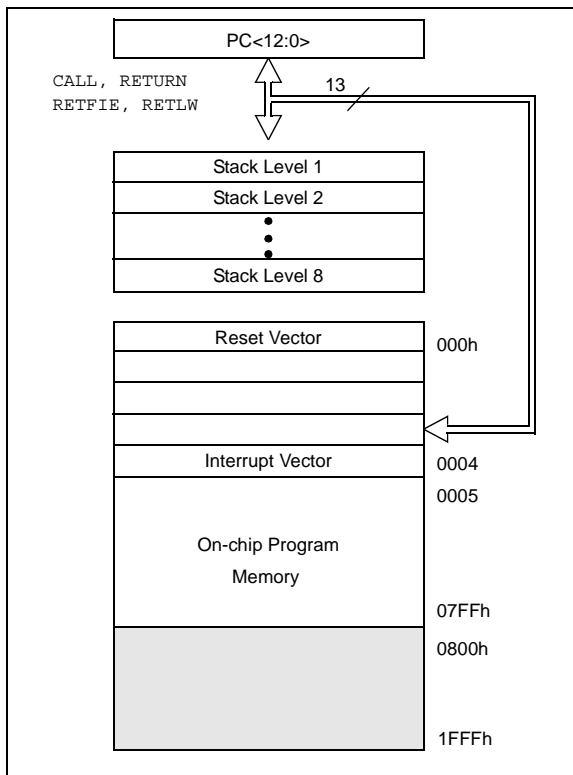 PC<12:0>
CALL, RETURN
RETFIE, RETLW
13
Stack Level 1
Stack Level 2
Stack Level 8
Reset Vector
000h
Interrupt Vector
0004
0005
On-chip Program
Memory
07FFh
0800h
1FFFh